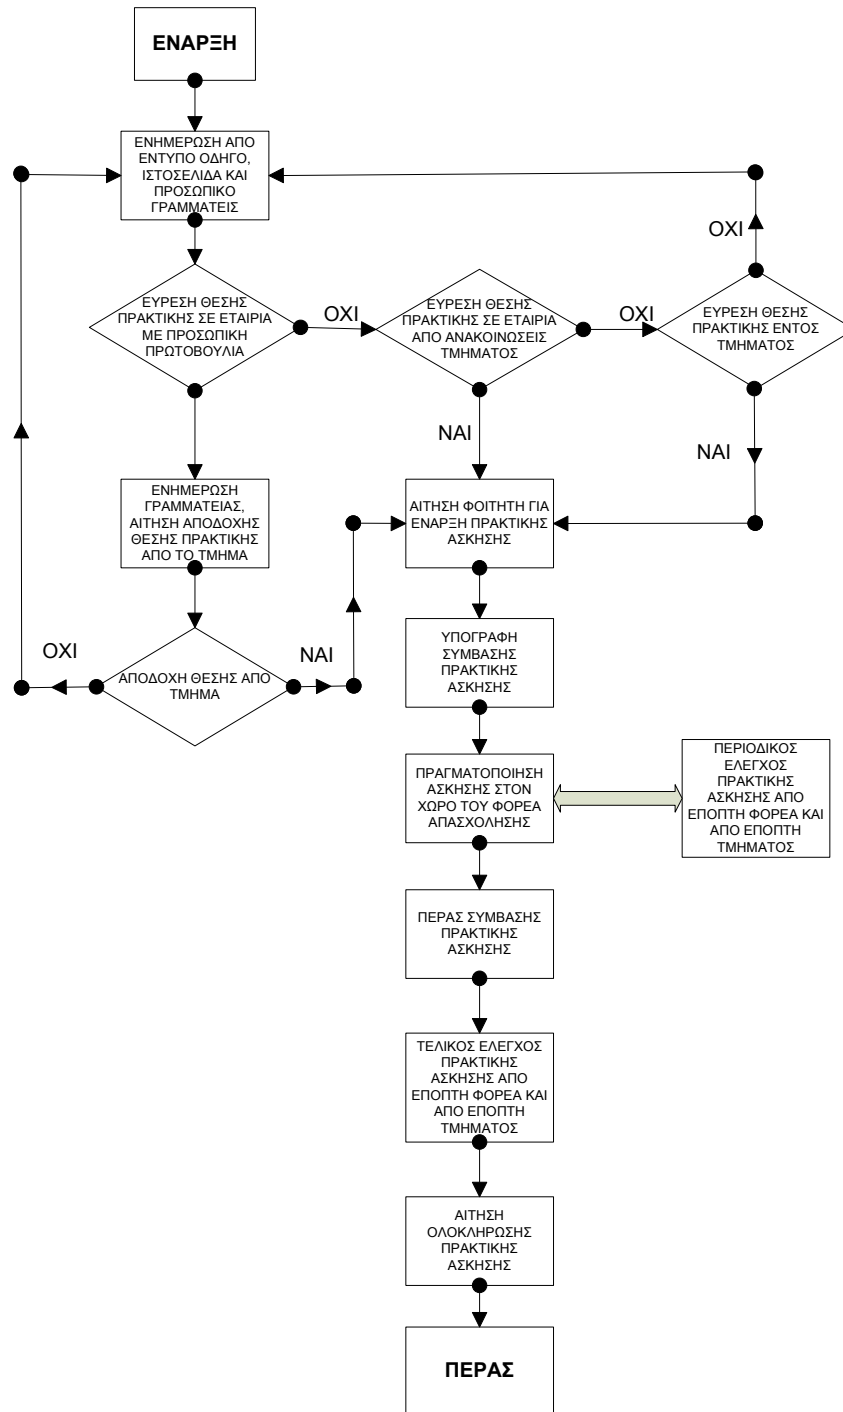 ΕΝΑΡΞΗ
ΕΝΗΜΕΡΩΣΗ ΑΠΟ
ΕΝΤΥΠΟ ΟΔΗΓΟ,
ΙΣΤΟΣΕΛΙΔΑ ΚΑΙ
ΠΡΟΣΩΠΙΚΟ
ΓΡΑΜΜΑΤΕΙΣ
ΟΧΙ
ΕΥΡΕΣΗ ΘΕΣΗΣ
ΠΡΑΚΤΙΚΗΣ ΣΕ ΕΤΑΙΡΙΑ
ΜΕ ΠΡΟΣΩΠΙΚΗ
ΠΡΩΤΟΒΟΥΛΙΑ
ΟΧΙ
ΕΥΡΕΣΗ ΘΕΣΗΣ
ΠΡΑΚΤΙΚΗΣ ΣΕ ΕΤΑΙΡΙΑ
ΑΠΟ ΑΝΑΚΟΙΝΩΣΕΙΣ
ΤΜΗΜΑΤΟΣ
ΟΧΙ
ΕΥΡΕΣΗ ΘΕΣΗΣ
ΠΡΑΚΤΙΚΗΣ ΕΝΤΟΣ
ΤΜΗΜΑΤΟΣ
ΝΑΙ
ΝΑΙ
ΕΝΗΜΕΡΩΣΗ
ΓΡΑΜΜΑΤΕΙΑΣ,
ΑΙΤΗΣΗ ΑΠΟΔΟΧΗΣ
ΘΕΣΗΣ ΠΡΑΚΤΙΚΗΣ
ΑΠΟ ΤΟ ΤΜΗΜΑ
ΑΙΤΗΣΗ ΦΟΙΤΗΤΗ ΓΙΑ
ΕΝΑΡΞΗ ΠΡΑΚΤΙΚΗΣ
ΑΣΚΗΣΗΣ
ΟΧΙ
ΑΠΟΔΟΧΗ ΘΕΣΗΣ ΑΠΟ
ΤΜΗΜΑ
ΝΑΙ
ΥΠΟΓΡΑΦΗ
ΣΥΜΒΑΣΗΣ
ΠΡΑΚΤΙΚΗΣ
ΑΣΚΗΣΗΣ
ΠΡΑΓΜΑΤΟΠΟΙΗΣΗ
ΑΣΚΗΣΗΣ ΣΤΟΝ
ΧΩΡΟ ΤΟΥ ΦΟΡΕΑ
ΑΠΑΣΧΟΛΗΣΗΣ
ΠΕΡΙΟΔΙΚΟΣ
ΕΛΕΓΧΟΣ
ΠΡΑΚΤΙΚΗΣ
ΑΣΚΗΣΗΣ ΑΠΟ
ΕΠΟΠΤΗ ΦΟΡΕΑ ΚΑΙ
ΑΠΟ ΕΠΟΠΤΗ
ΤΜΗΜΑΤΟΣ
ΠΕΡΑΣ ΣΥΜΒΑΣΗΣ
ΠΡΑΚΤΙΚΗΣ
ΑΣΚΗΣΗΣ
ΤΕΛΙΚΟΣ ΕΛΕΓΧΟΣ
ΠΡΑΚΤΙΚΗΣ
ΑΣΚΗΣΗΣ ΑΠΟ
ΕΠΟΠΤΗ ΦΟΡΕΑ ΚΑΙ
ΑΠΟ ΕΠΟΠΤΗ
ΤΜΗΜΑΤΟΣ
ΑΙΤΗΣΗ
ΟΛΟΚΛΗΡΩΣΗΣ
ΠΡΑΚΤΙΚΗΣ
ΑΣΚΗΣΗΣ
ΠΕΡΑΣ